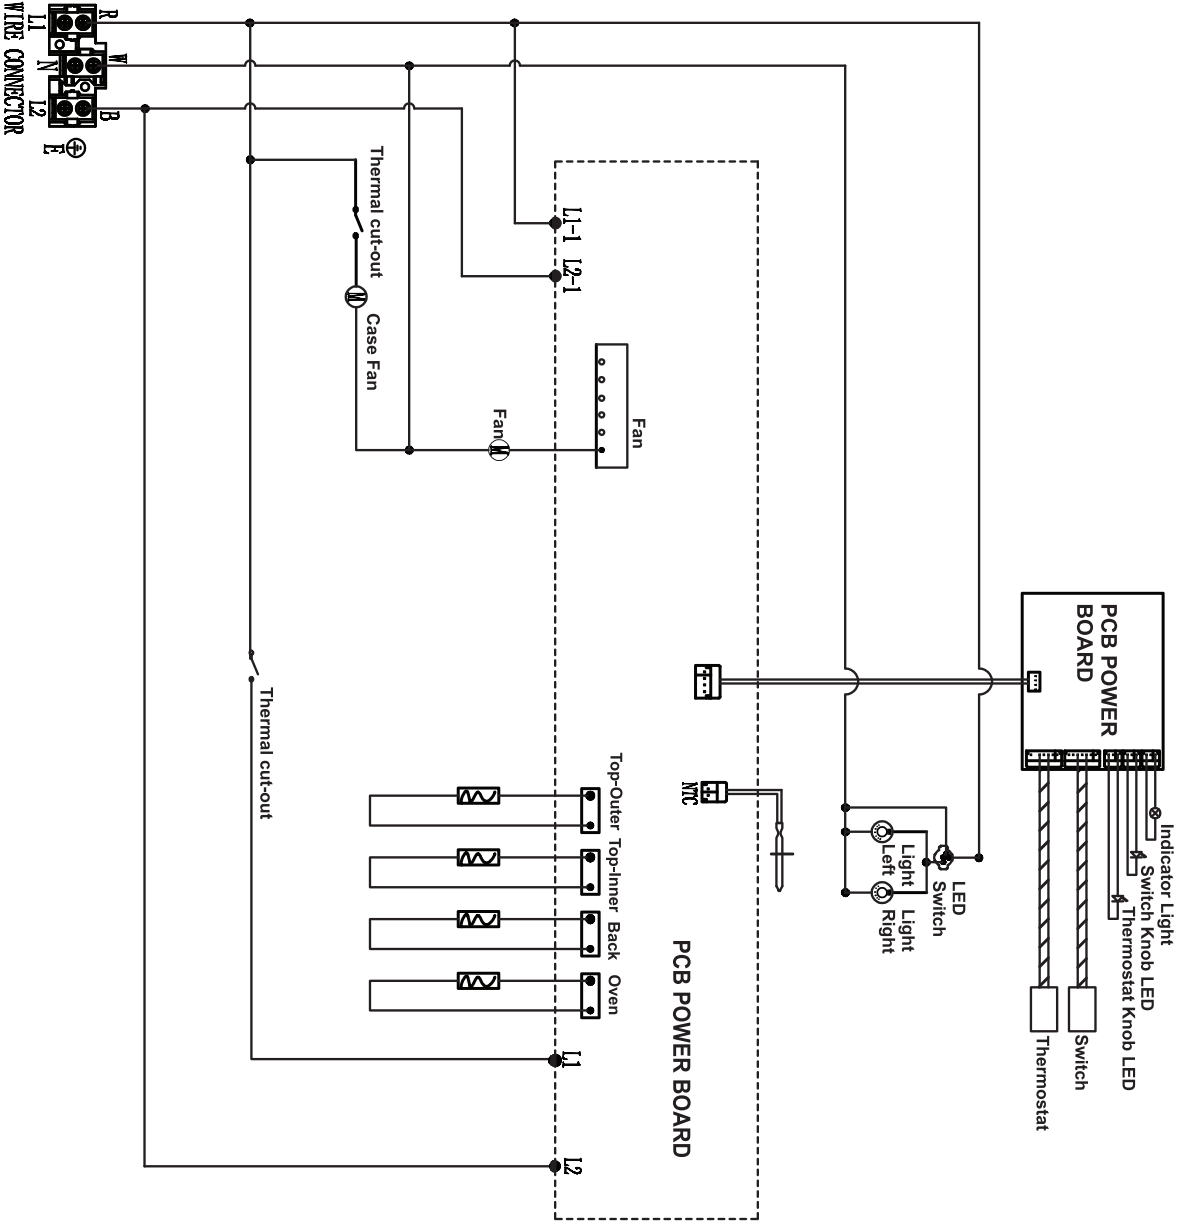 WIRE CONNECTOR
L1
N
L2
R
W
B
E
Thermal cut-out
Case Fan
Fan
L1-1
L2-1
Fan
M
M
Thermal cut-out
Top-Outer
Top-Inner
Back
Oven
L1
L2
NTC
PCB POWER BOARD
PCB POWER
BOARD
LED
Switch
Light
Left
Light
Right
Indicator Light
Switch Knob LED
Thermostat Knob LED
Switch
Thermostat